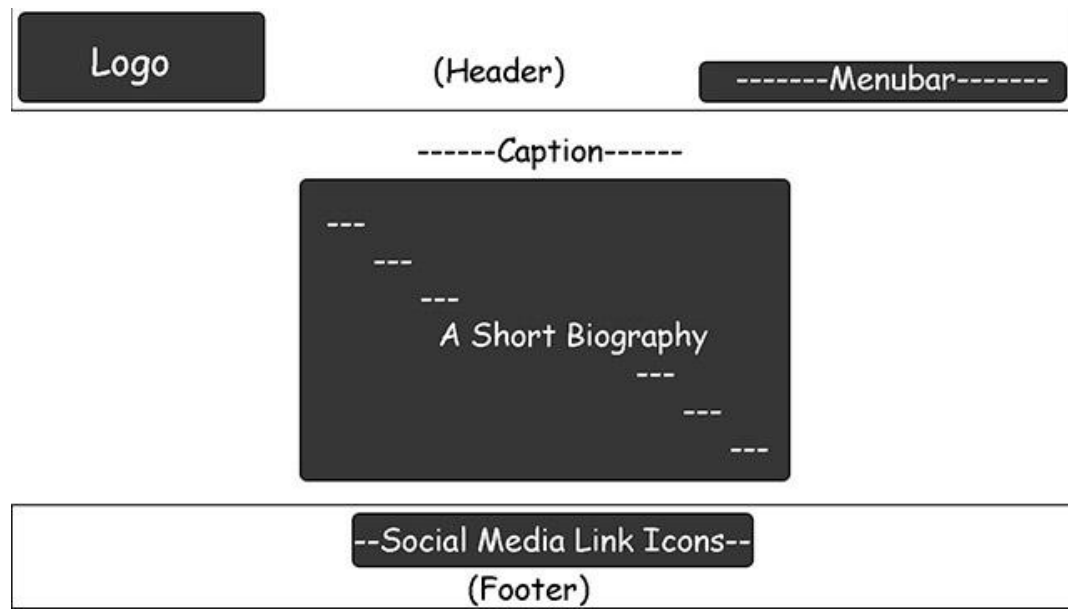 Logo
(Header)
-------Menubar-------
------Caption------
---
---
---
A Short Biography
---
---
---
--Social Media Link Icons--
(Footer)